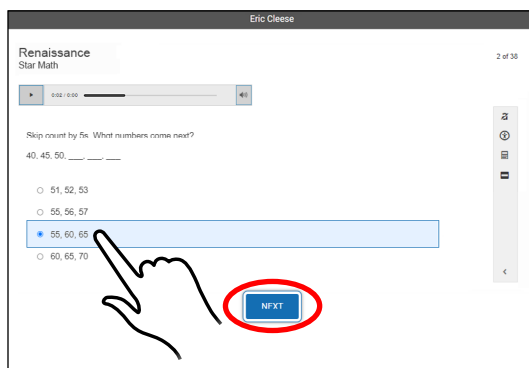 Eric Cleese
Renaissance
Star Math
2 of 38
0:02 / 0:00
Skip count by 5s. What numbers come next?
40, 45, 50, ___, ___, ___
51, 52, 53
55, 56, 57
55, 60, 65
60, 65, 70
NEXT